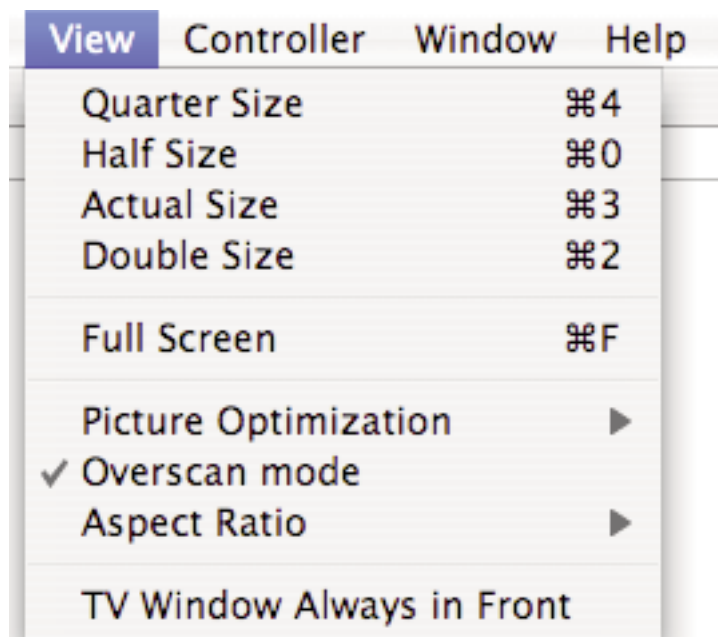 View Controller Window Help
Quarter Size ⌘4
Half Size ⌘0
Actual Size ⌘3
Double Size ⌘2
Full Screen ⌘F
Picture Optimization ▶
✓ Overscan mode
Aspect Ratio ▶
TV Window Always in Front